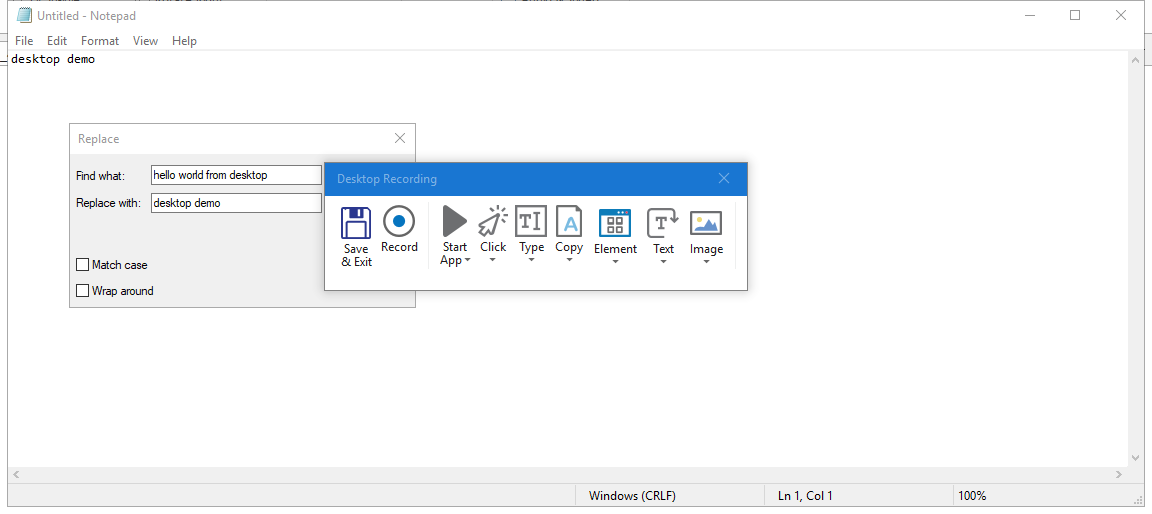 Untitled - Notepad
File Edit Format View Help
desktop demo
Replace
Find what: hello world from desktop
Replace with: desktop demo
Match case
Wrap around
Desktop Recording
Save & Exit
Record
Start App
Click
Type
Copy
Element
Text
Image
Windows (CRLF) Ln 1, Col 1 100%